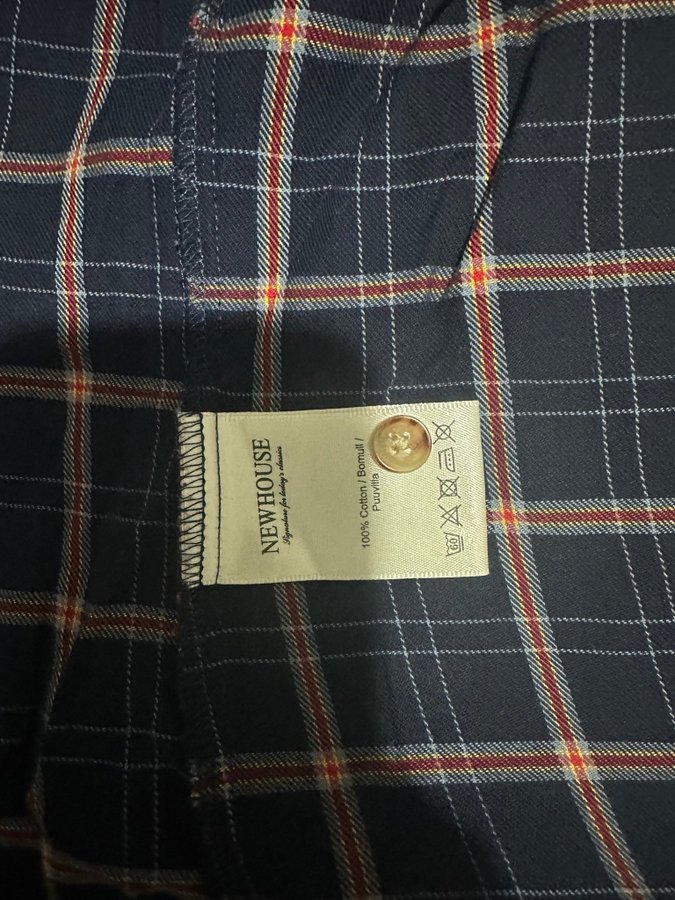 NEWHOUSE
Signature for today's classics
100% Cotton / Bomull /
Puuvilla
60